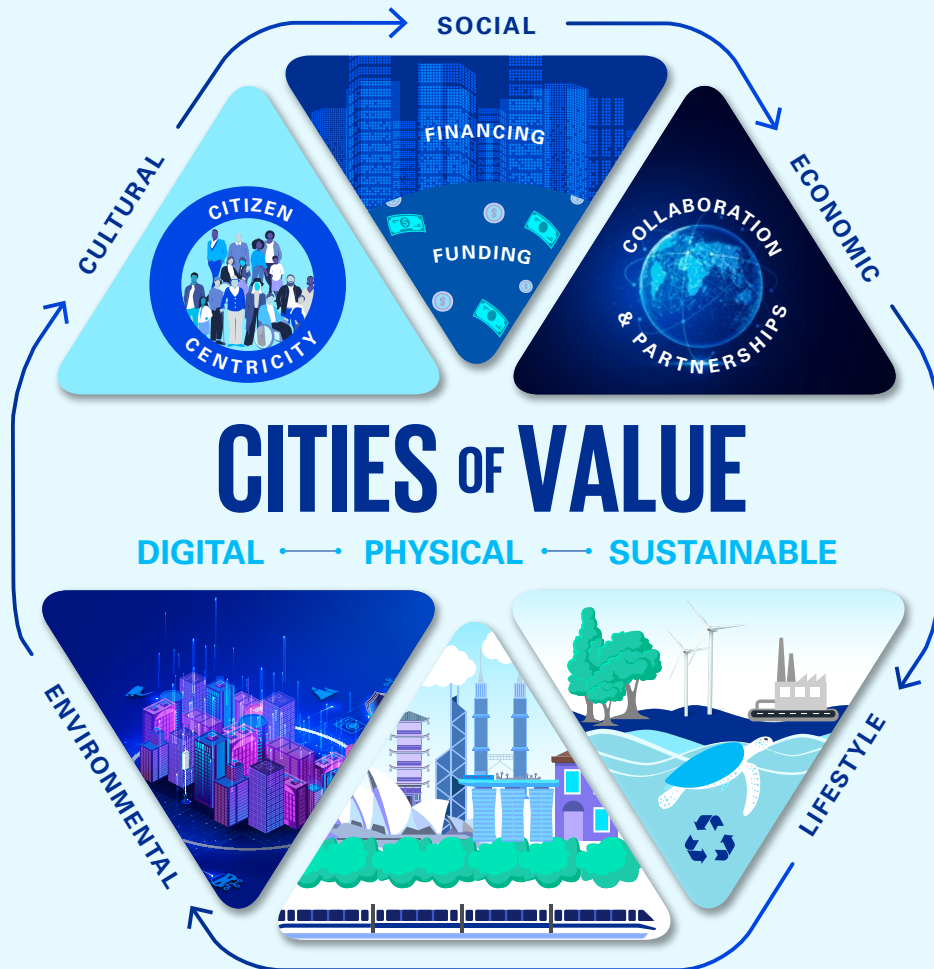 SOCIAL
CULTURAL
ECONOMIC
FINANCING
FUNDING
CITIZEN
CENTRICITY
COLLABORATION
& PARTNERSHIPS
CITIES OF VALUE
DIGITAL PHYSICAL SUSTAINABLE
ENVIRONMENTAL
LIFESTYLE